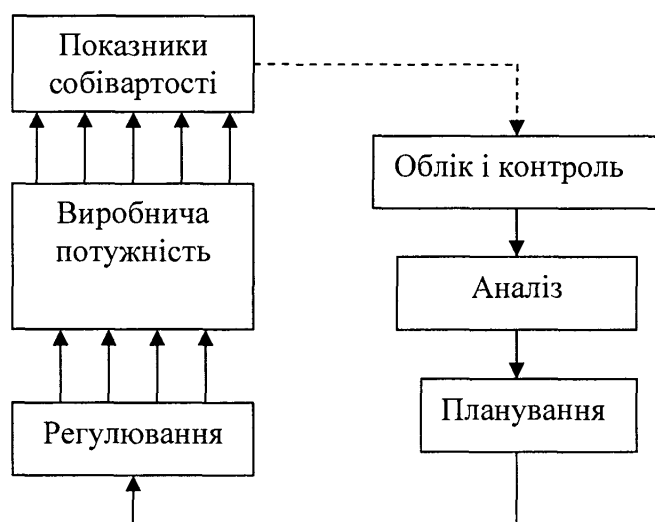 Показники
собівартості
Облік і контроль
Виробнича
потужність
Аналіз
Планування
Регулювання